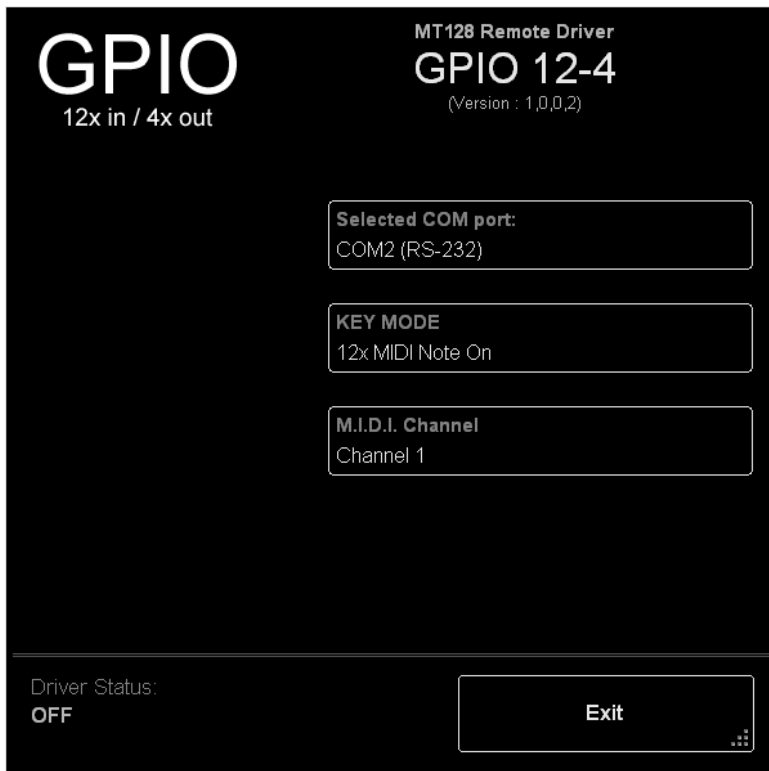 GPIO
12x in / 4x out
MT128 Remote Driver
GPIO 12-4
(Version : 1,0,0,2)
Selected COM port:
COM2 (RS-232)
KEY MODE
12x MIDI Note On
M.I.D.I. Channel
Channel 1
Driver Status:
OFF
Exit